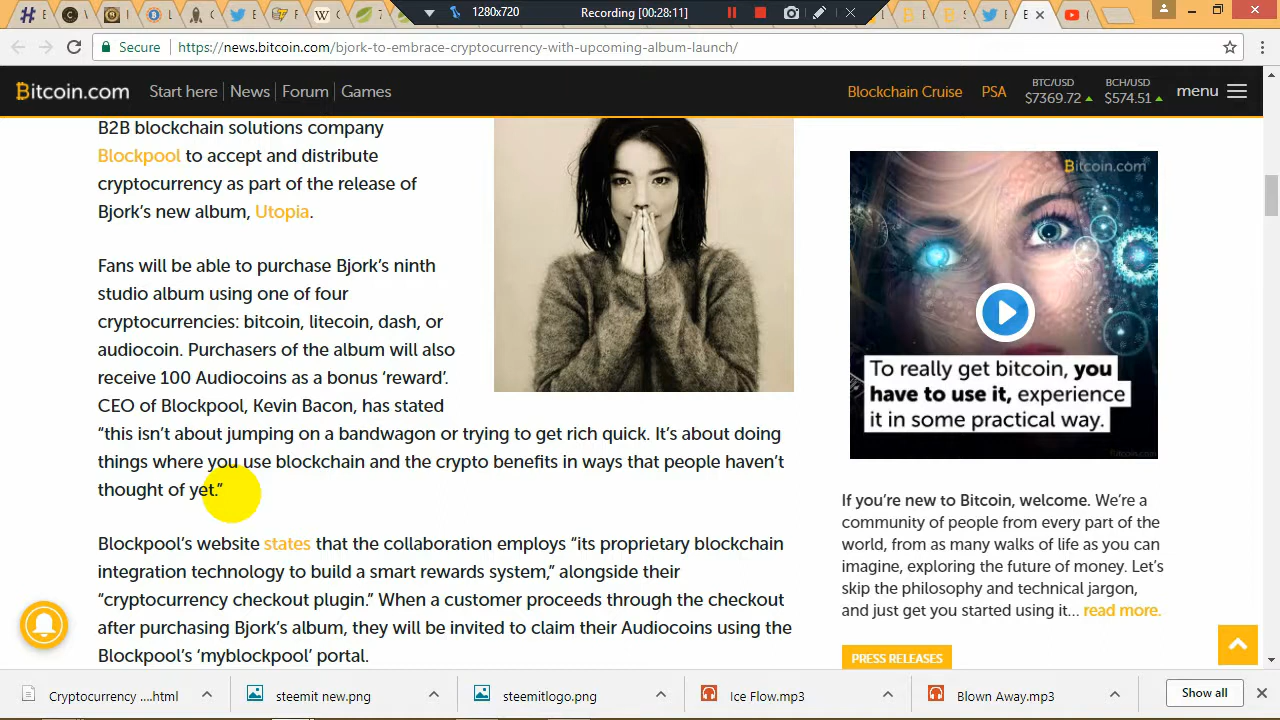 1280x720
Recording [00:28:11]
Secure
https://news.bitcoin.com/bjork-to-embrace-cryptocurrency-with-upcoming-album-launch/
Bitcoin.com
Start here
News
Forum
Games
Blockchain Cruise
PSA
BTC/USD
$7369.72
BCH/USD
$574.51
menu
B2B blockchain solutions company
Blockpool to accept and distribute
cryptocurrency as part of the release of
Bjork’s new album, Utopia.
Fans will be able to purchase Bjork’s ninth
studio album using one of four
cryptocurrencies: bitcoin, litecoin, dash, or
audiocoin. Purchasers of the album will also
receive 100 Audiocoins as a bonus ‘reward’.
CEO of Blockpool, Kevin Bacon, has stated
“this isn’t about jumping on a bandwagon or trying to get rich quick. It’s about doing
things where you use blockchain and the crypto benefits in ways that people haven’t
thought of yet.”
Blockpool’s website states that the collaboration employs “its proprietary blockchain
integration technology to build a smart rewards system,” alongside their
“cryptocurrency checkout plugin.” When a customer proceeds through the checkout
after purchasing Bjork’s album, they will be invited to claim their Audiocoins using the
Blockpool’s ‘myblockpool’ portal.
Bitcoin.com
To really get bitcoin, you
have to use it, experience
it in some practical way.
If you’re new to Bitcoin, welcome. We’re a
community of people from every part of the
world, from as many walks of life as you can
imagine, exploring the future of money. Let’s
skip the philosophy and technical jargon,
and just get you started using it... read more.
PRESS RELEASES
Cryptocurrency ....html
steemit new.png
steemitlogo.png
Ice Flow.mp3
Blown Away.mp3
Show all